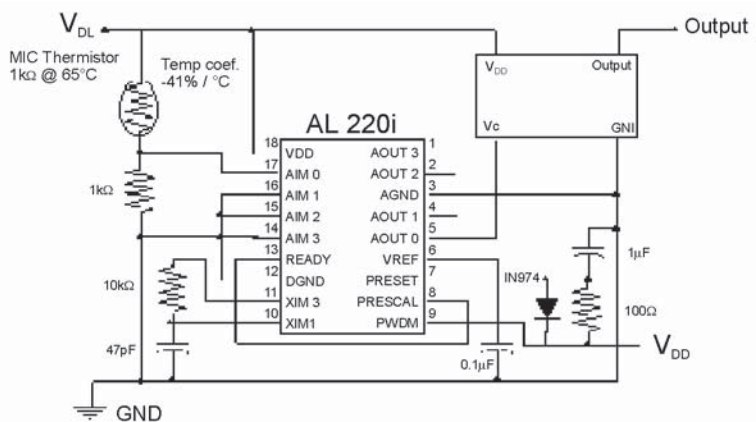 V_DL
Output
MIC Thermistor
1kΩ @ 65°C
Temp coef.
-41% / °C
V_DD
Output
Vc
GNI
AL 220i
18 VDD
17 AIM 0
16 AIM 1
15 AIM 2
14 AIM 3
13 READY
12 DGND
11 XIM 3
10 XIM1
AOUT 3 1
AOUT 2 2
AGND 3
AOUT 1 4
AOUT 0 5
VREF 6
PRESET 7
PRESCAL 8
PWDM 9
1kΩ
10kΩ
47pF
IN974
1µF
100Ω
0.1µF
V_DD
GND